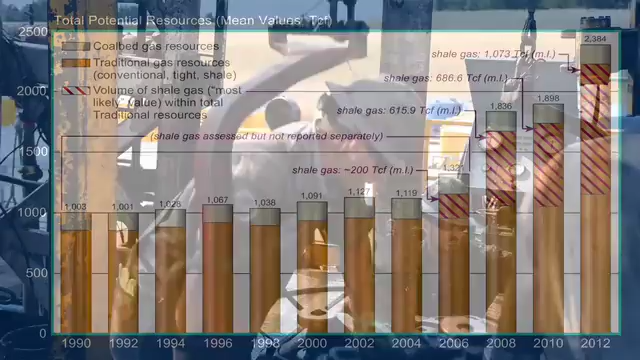 Total Potential Resources (Mean Values, Tcf)
2500
2000
1500
1000
500
0
Coalbed gas resources
Traditional gas resources
(conventional, tight, shale)
Volume of shale gas ("most
likely" value) within total
Traditional resources
(shale gas assessed but not reported separately)
shale gas: 1,073 Tcf (m.l.)
shale gas: 686.6 Tcf (m.l.)
shale gas: 615.9 Tcf (m.l.)
shale gas: ~200 Tcf (m.l.)
1,003
1,001
1,028
1,067
1,038
1,091
1,127
1,119
1,836
1,898
2,384
1990
1992
1994
1996
1998
2000
2002
2004
2006
2008
2010
2012